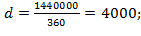 d = 1440000/360 = 4000;